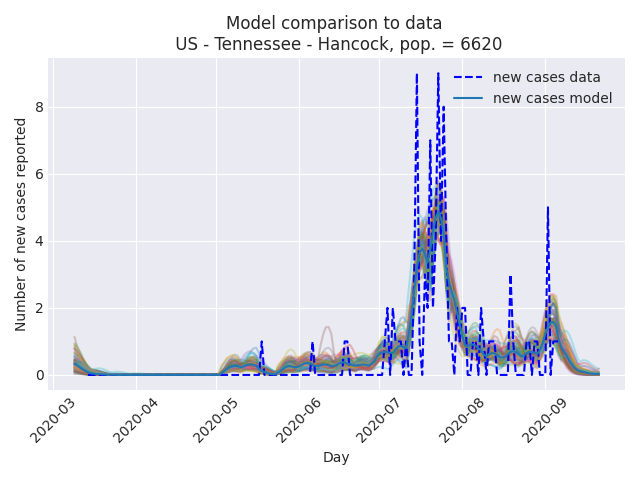 Model comparison to data
US - Tennessee - Hancock, pop. = 6620
new cases data
new cases model
Number of new cases reported
8
6
4
2
0
2020-03
2020-04
2020-05
2020-06
2020-07
2020-08
2020-09
Day